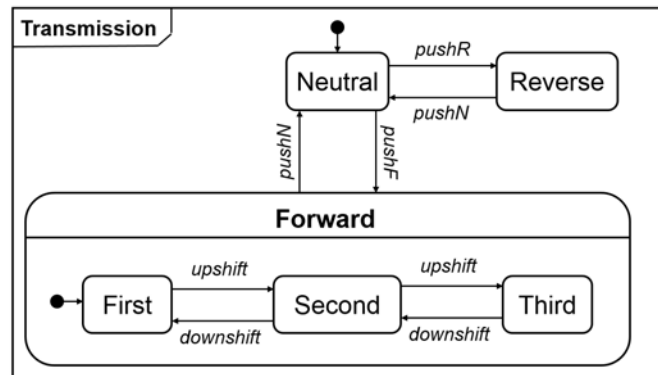 Transmission
pushR
Neutral
Reverse
pushN
pushN
pushF
Forward
upshift
upshift
First
Second
Third
downshift
downshift